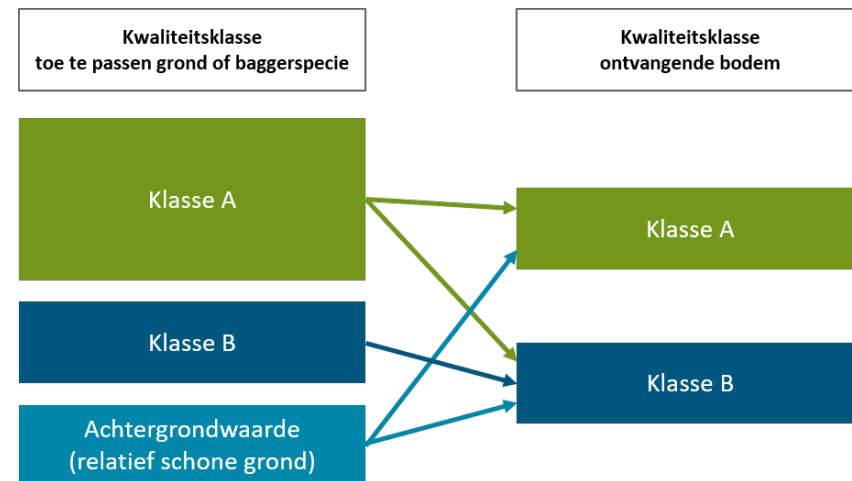 Kwaliteitsklasse
toe te passen grond of baggerspecie
Kwaliteitsklasse
ontvangende bodem
Klasse A
Klasse B
Achtergrondwaarde
(relatief schone grond)
Klasse A
Klasse B